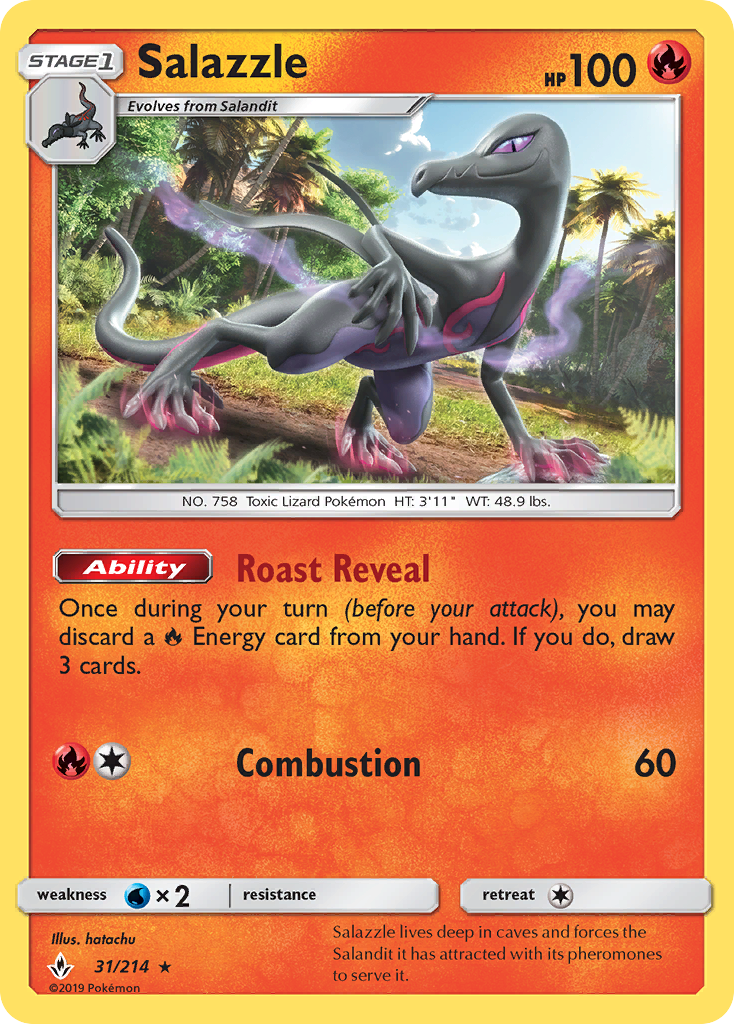 STAGE1
Salazzle
HP 100
Evolves from Salandit
NO. 758 Toxic Lizard Pokémon HT: 3'11" WT: 48.9 lbs.
Ability Roast Reveal
Once during your turn (before your attack), you may
discard a Energy card from your hand. If you do, draw
3 cards.
Combustion 60
weakness ×2 resistance retreat
Illus. hatachu
31/214 ★
©2019 Pokémon
Salazzle lives deep in caves and forces the
Salandit it has attracted with its pheromones
to serve it.